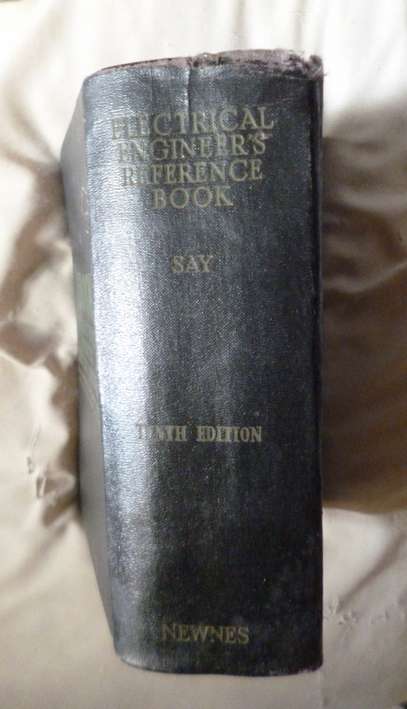 ELECTRICAL
ENGINEER'S
REFERENCE
BOOK
SAY
TENTH EDITION
NEWNES